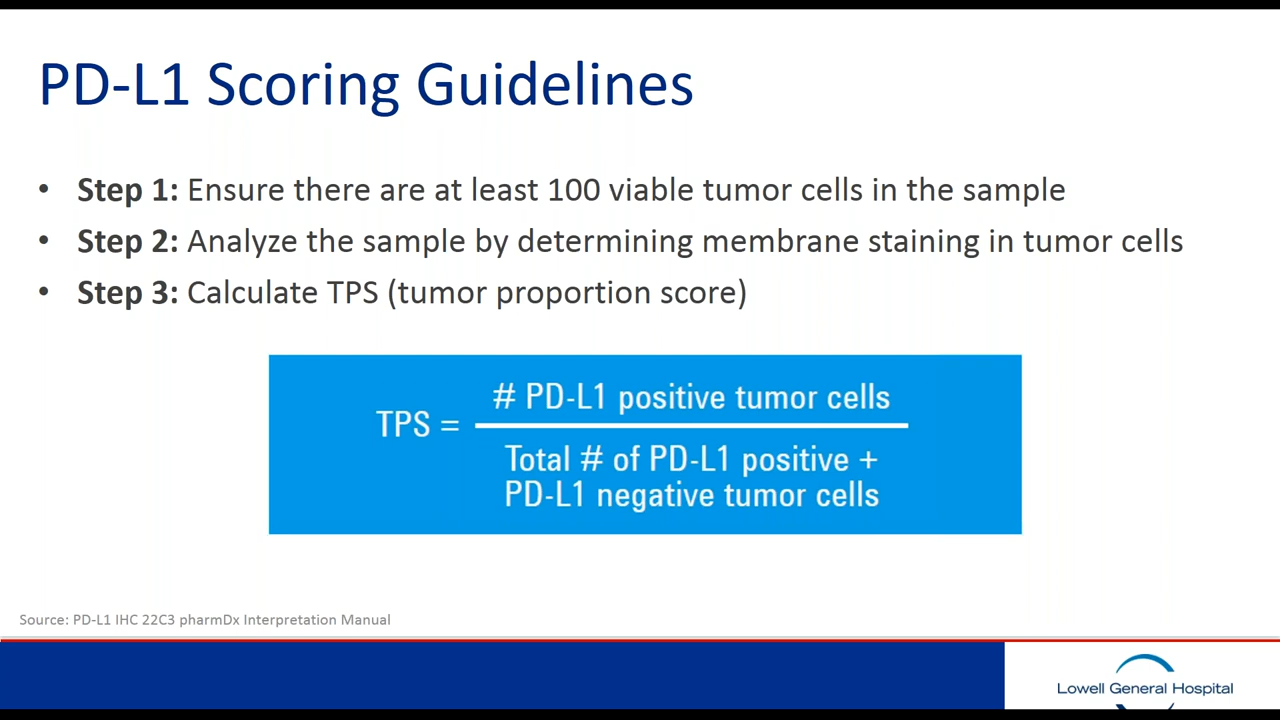 PD-L1 Scoring Guidelines
• Step 1: Ensure there are at least 100 viable tumor cells in the sample
• Step 2: Analyze the sample by determining membrane staining in tumor cells
• Step 3: Calculate TPS (tumor proportion score)
TPS =
# PD-L1 positive tumor cells
Total # of PD-L1 positive +
PD-L1 negative tumor cells
Source: PD-L1 IHC 22C3 pharmDx Interpretation Manual
Lowell General Hospital